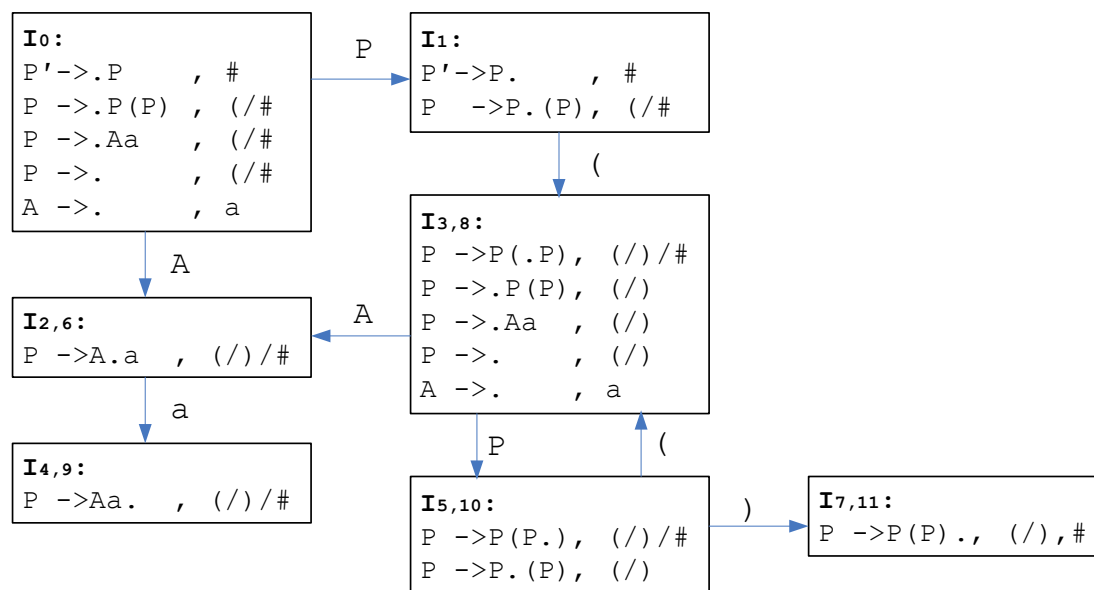 I0:
P'->.P , #
P ->.P(P) , (/#
P ->.Aa , (/#
P ->. , (/#
A ->. , a
P
I1:
P'->P. , #
P ->P.(P), (/#
(
A
I3,8:
P ->P(.P), (/)/#
P ->.P(P), (/)
P ->.Aa , (/)
P ->. , (/)
A ->. , a
I2,6:
P ->A.a , (/)/#
A
a
P
(
I4,9:
P ->Aa. , (/)/#
I5,10:
P ->P(P.), (/)/#
P ->P.(P), (/)
)
I7,11:
P ->P(P)., (/),#